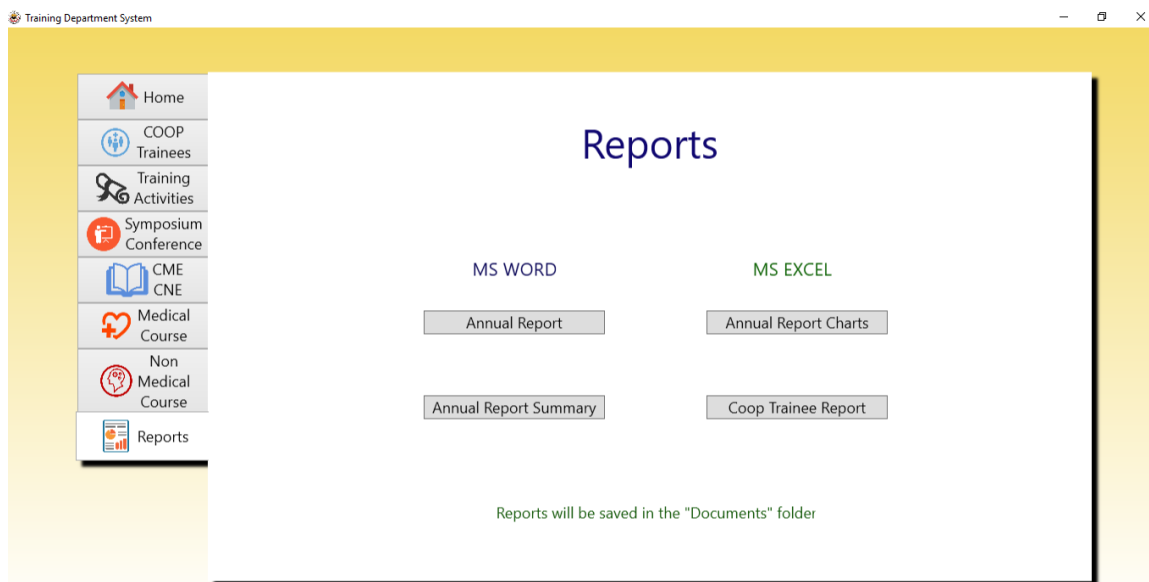 Training Department System
Home
COOP
Trainees
Training
Activities
Symposium
Conference
CME
CNE
Medical
Course
Non
Medical
Course
Reports
Reports
MS WORD
MS EXCEL
Annual Report
Annual Report Charts
Annual Report Summary
Coop Trainee Report
Reports will be saved in the "Documents" folder